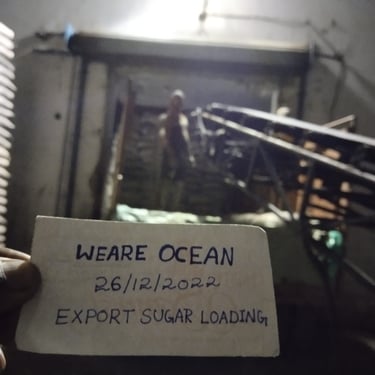 WEARE OCEAN
26/12/2022
EXPORT SUGAR LOADING